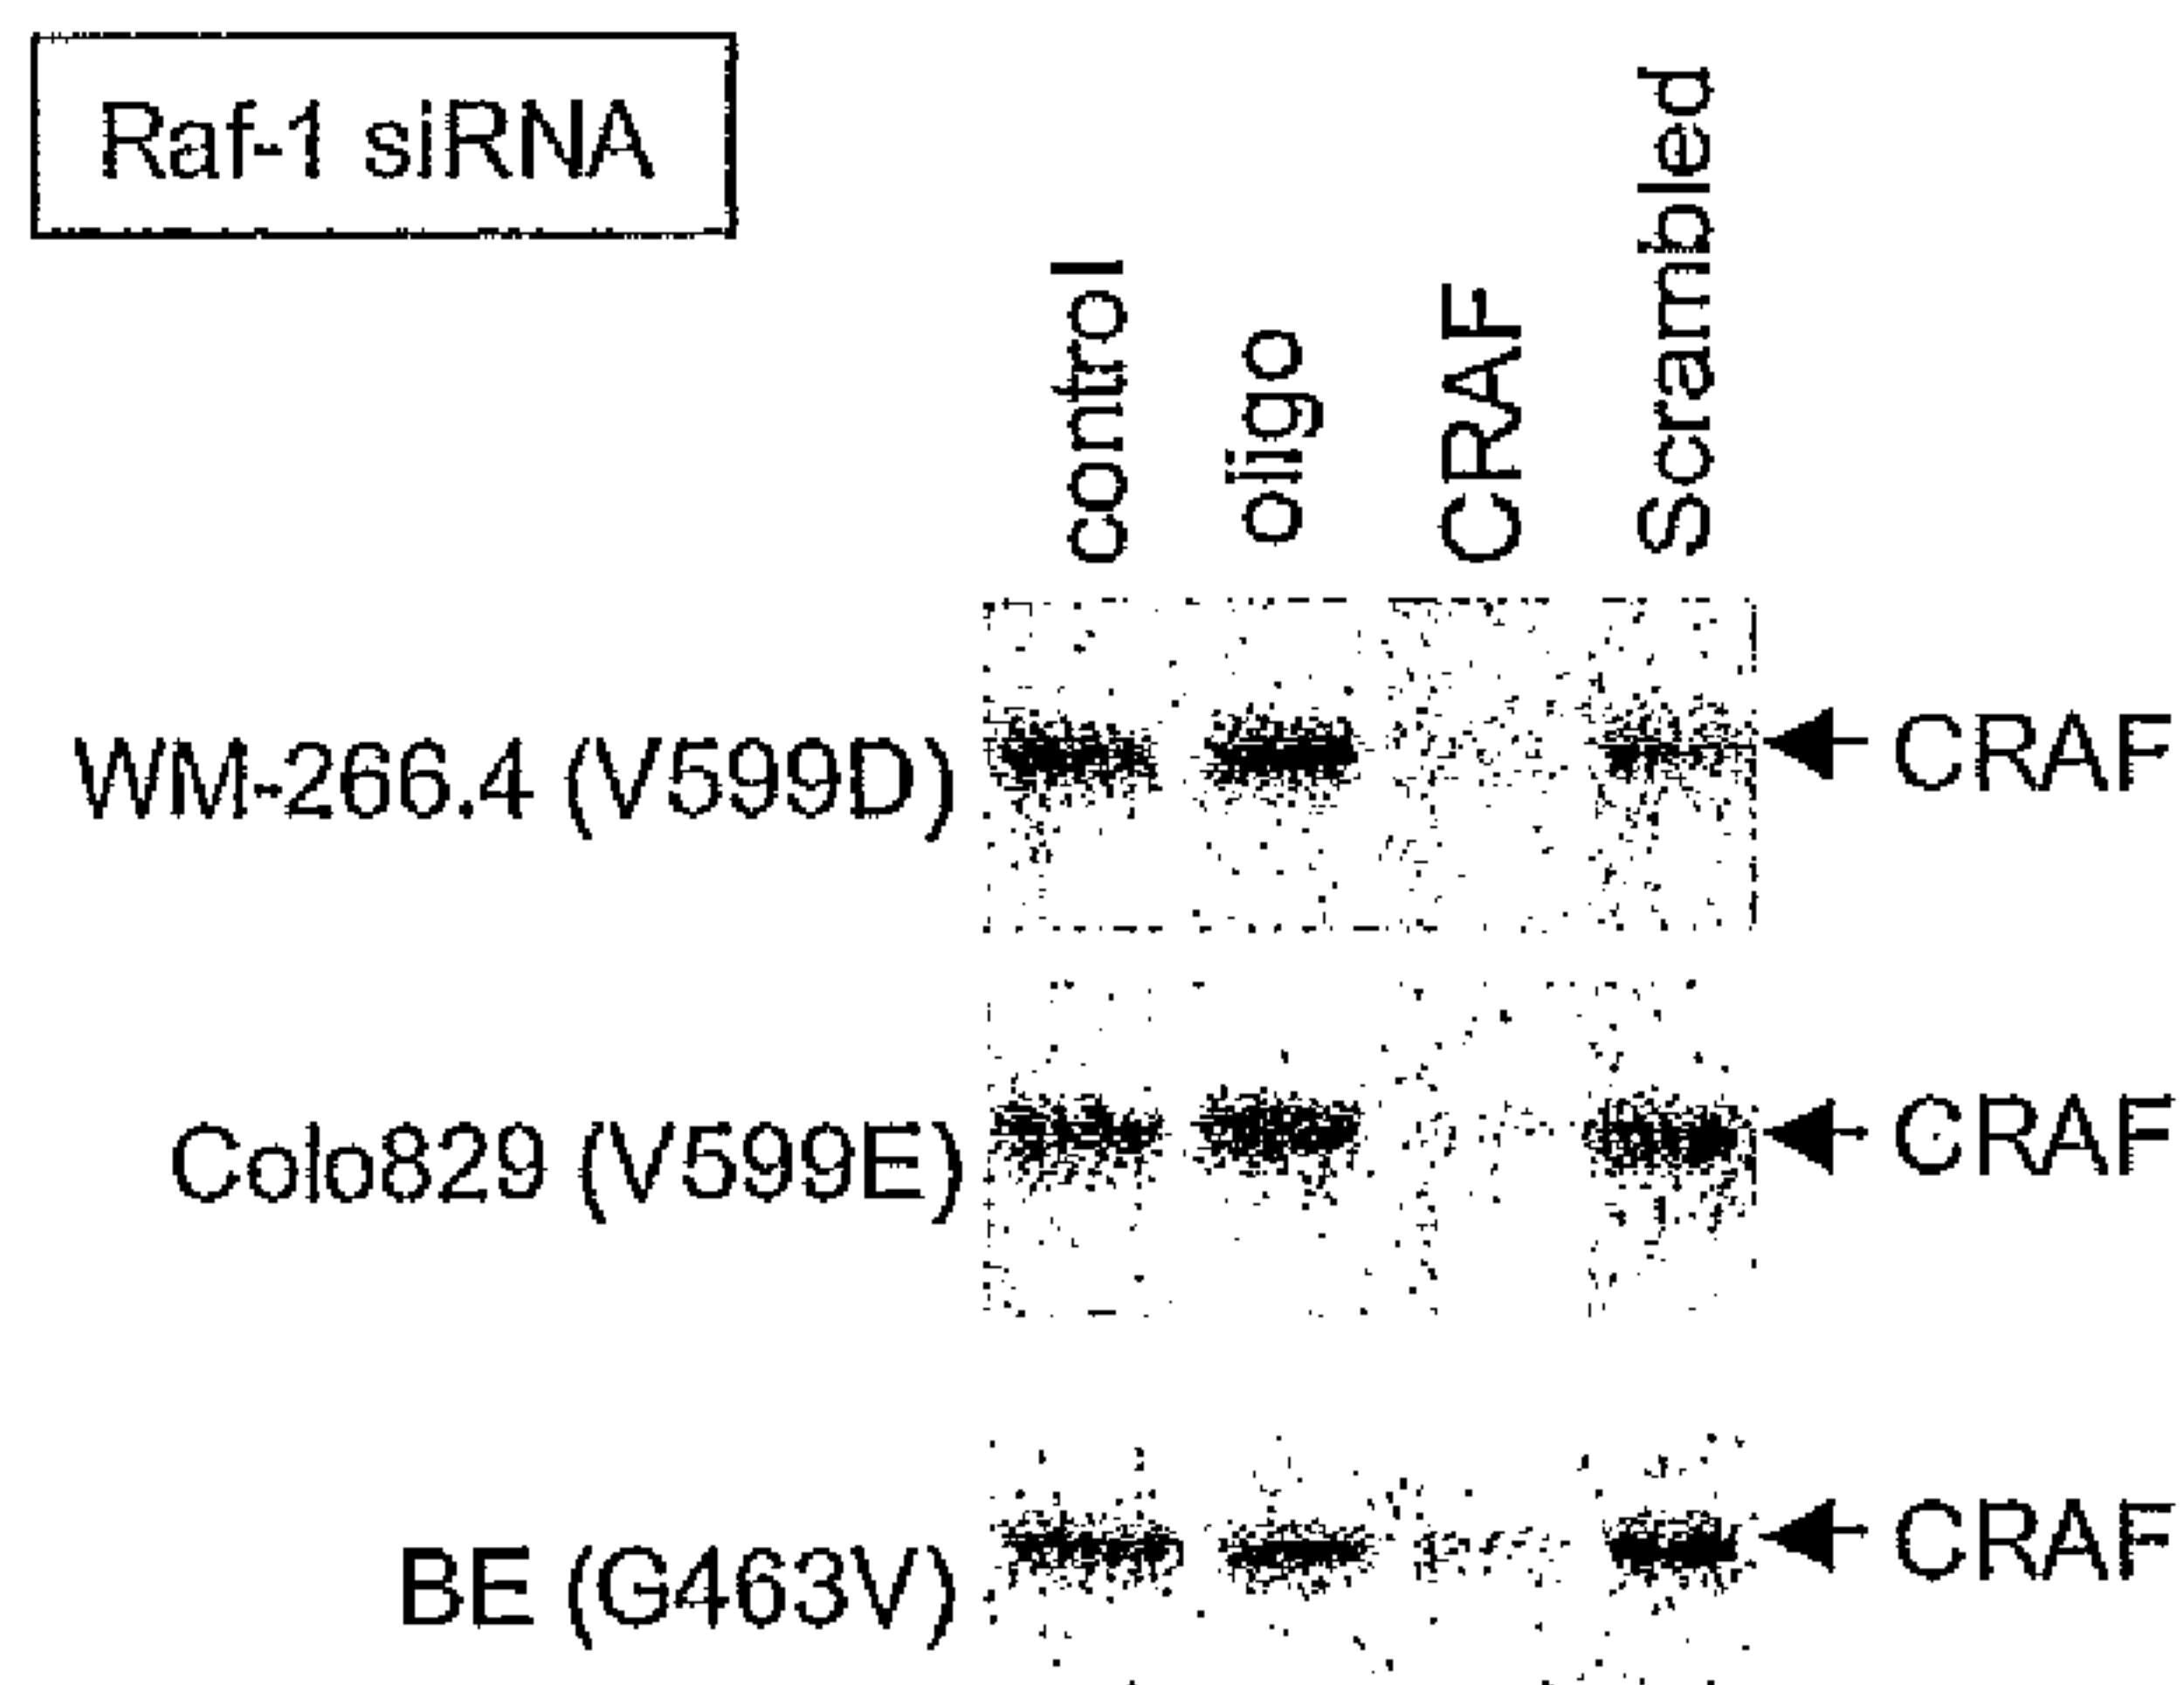 Raf-1 siRNA
control
oligo
CRAF
Scrambled
WM-266.4 (V599D)
CRAF
Colo829 (V599E)
CRAF
BE (G463V)
CRAF